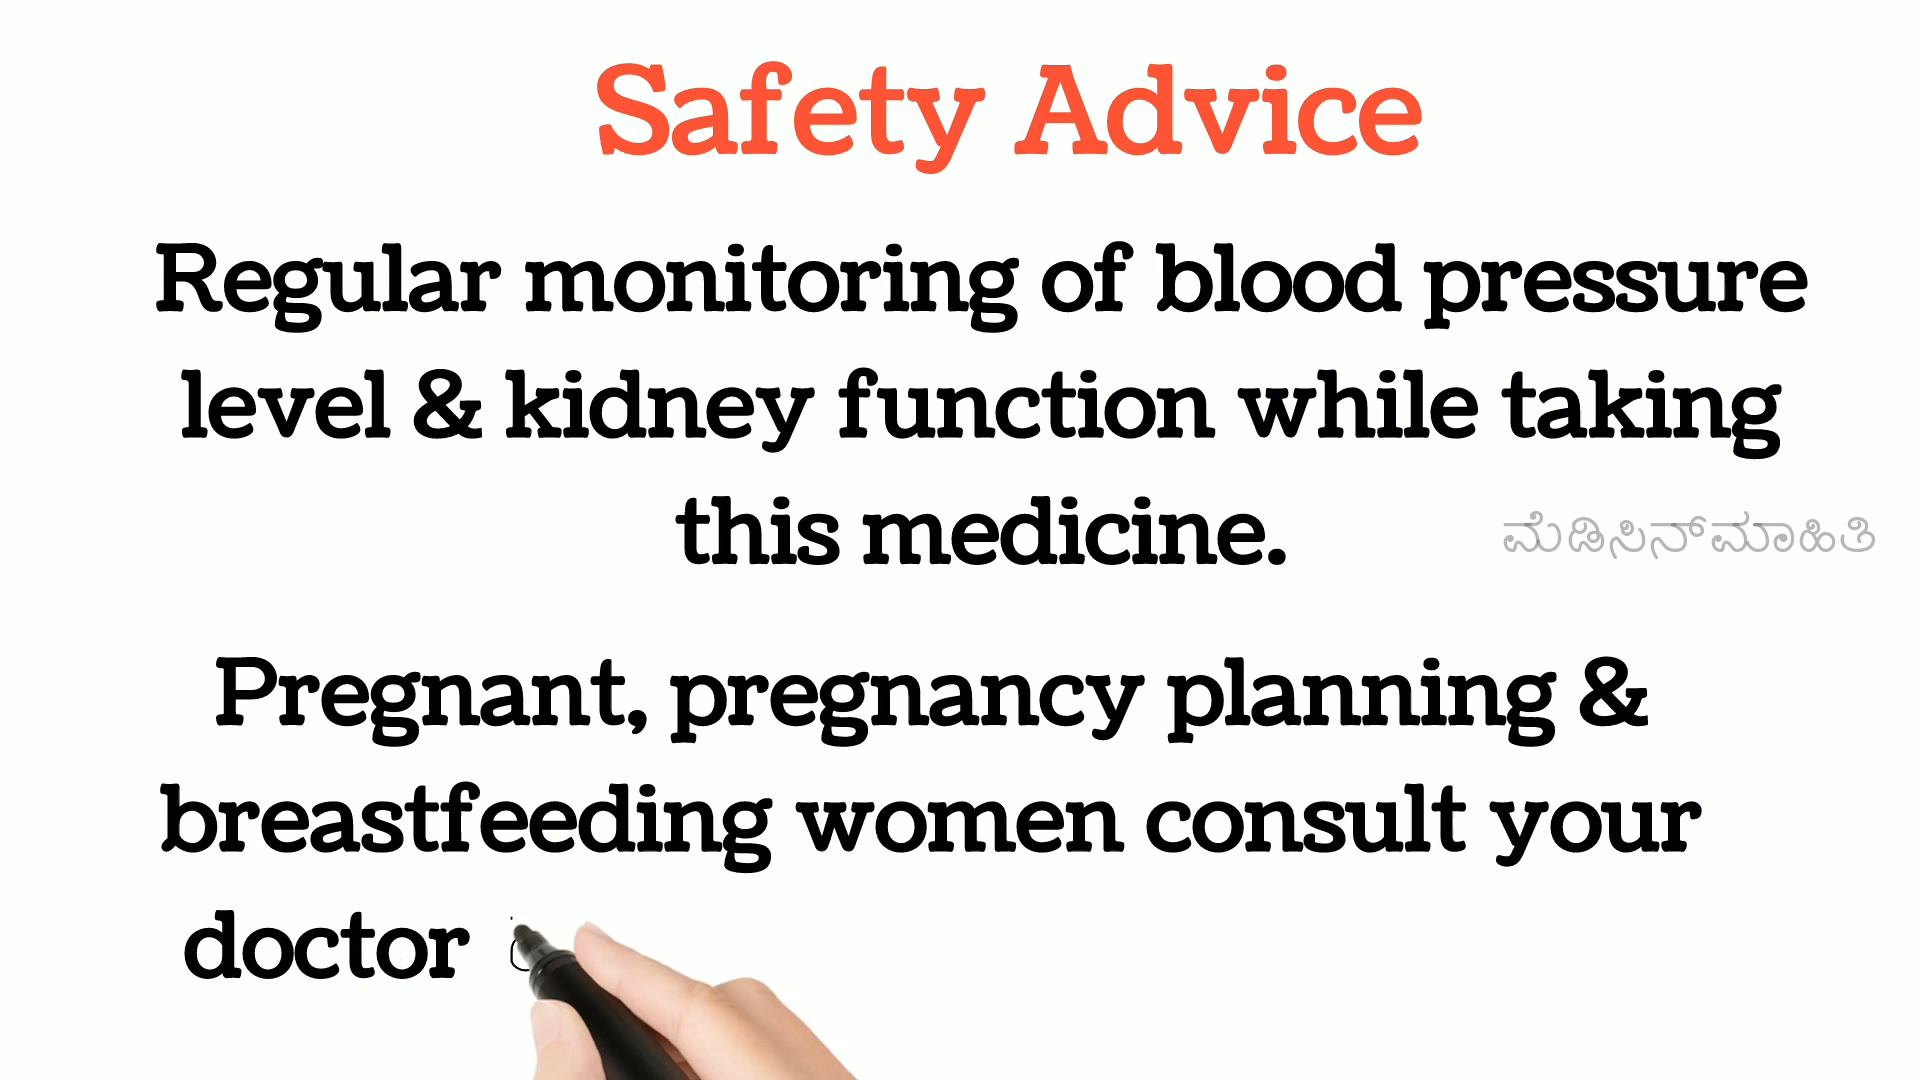 Safety Advice
Regular monitoring of blood pressure
level & kidney function while taking
this medicine.
ಮೆಡಿಸಿನ್ ಮಾಹಿತಿ
Pregnant, pregnancy planning &
breastfeeding women consult your
doctor